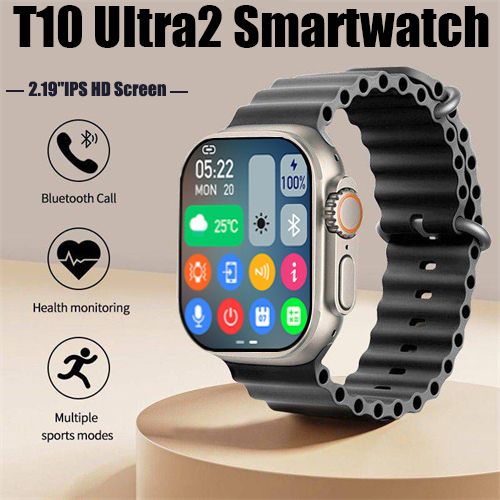 T10 Ultra2 Smartwatch
— 2.19"IPS HD Screen —
Bluetooth Call
Health monitoring
Multiple
sports modes
05:22
MON 20
100%
25°C
07